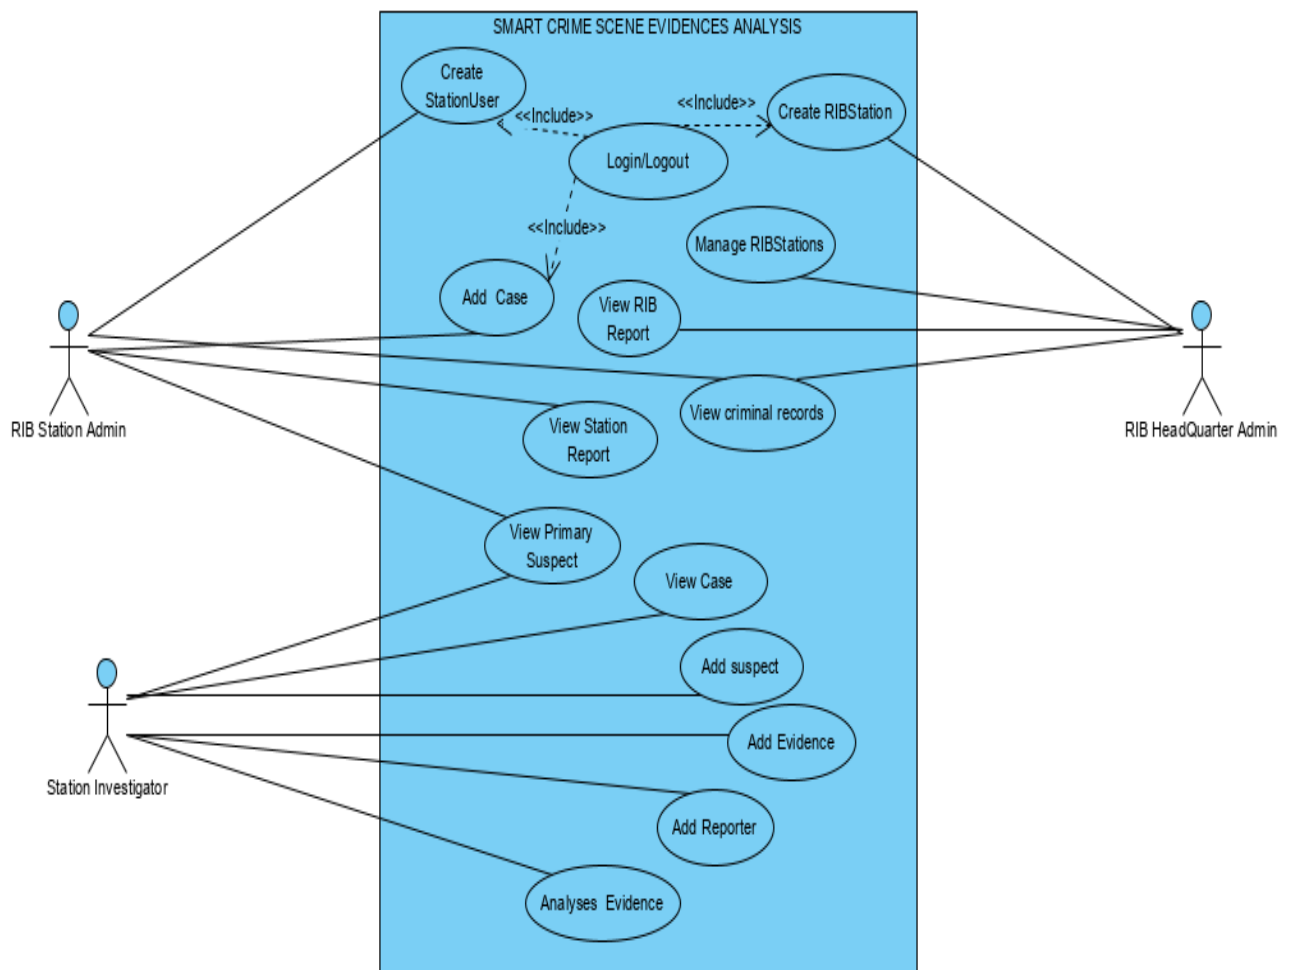 SMART CRIME SCENE EVIDENCES ANALYSIS
Create
StationUser
<<Include>>
<<Include>>
Create RIBStation
Login/Logout
<<Include>>
Manage RIBStations
Add Case
View RIB
Report
View criminal records
RIB Station Admin
RIB HeadQuarter Admin
View Station
Report
View Primary
Suspect
View Case
Add suspect
Add Evidence
Station Investigator
Add Reporter
Analyses Evidence